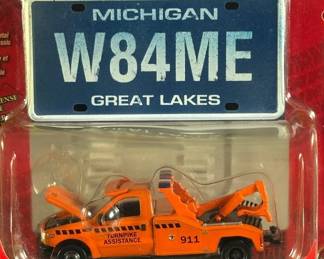 MICHIGAN
W84ME
GREAT LAKES
TURNPIKE
ASSISTANCE
911